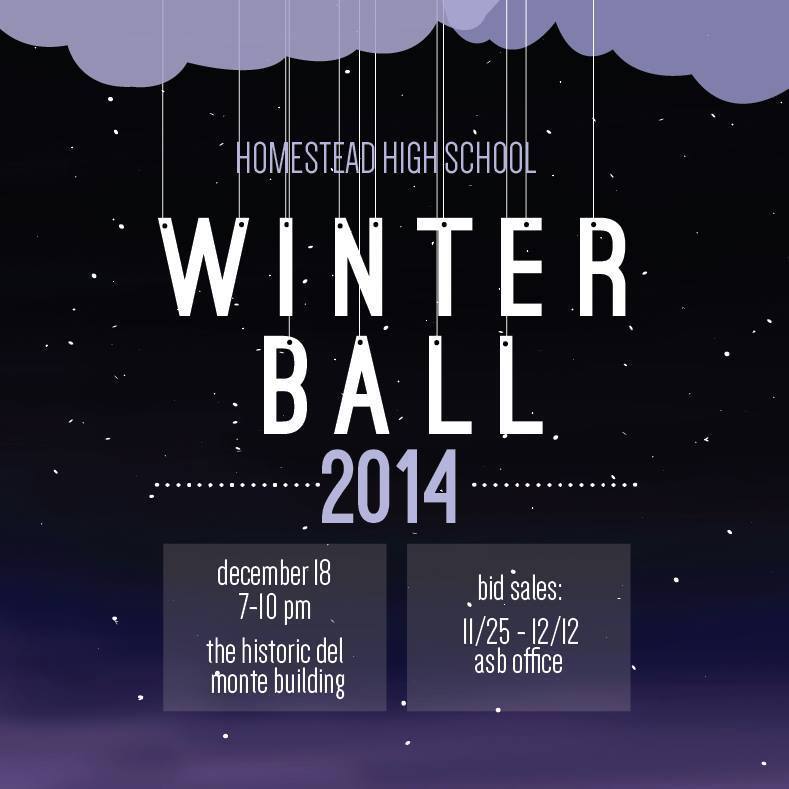 HOMESTEAD HIGH SCHOOL
WINTER
BALL
2014
december 18
7-10 pm
the historic del
monte building
bid sales:
11/25 - 12/12
asb office